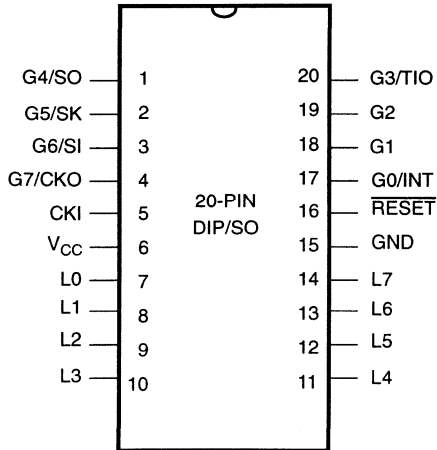 G4/SO 1 20 G3/TIO
G5/SK 2 19 G2
G6/SI 3 18 G1
G7/CKO 4 17 G0/INT
CKI 5 20-PIN 16 RESET
VCC 6 DIP/SO 15 GND
L0 7 14 L7
L1 8 13 L6
L2 9 12 L5
L3 10 11 L4